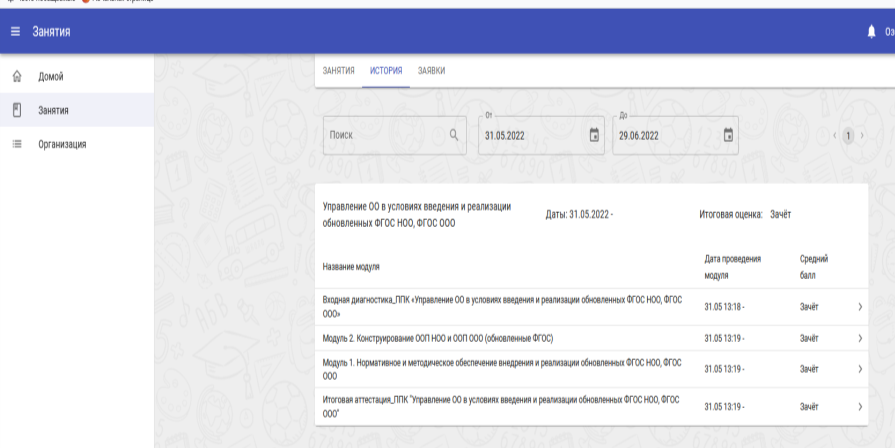 Занятия
Домой
Занятия
Организация
ЗАНЯТИЯ ИСТОРИЯ ЗАЯВКИ
От До
Поиск 31.05.2022 29.06.2022 ‹ 1 ›
Управление ОО в условиях введения и реализации
обновленных ФГОС НОО, ФГОС ООО
Даты: 31.05.2022 - Итоговая оценка: Зачёт
Название модуля
Дата проведения
модуля
Средний
балл
Входная диагностика_ППК «Управление ОО в условиях введения и реализации обновленных ФГОС НОО, ФГОС
ООО»
31.05 13:18 - Зачёт
Модуль 2. Конструирование ООП НОО и ООП ООО (обновленные ФГОС) 31.05 13:19 - Зачёт
Модуль 1. Нормативное и методическое обеспечение внедрения и реализации обновленных ФГОС НОО, ФГОС
ООО
31.05 13:19 - Зачёт
Итоговая аттестация_ППК "Управление ОО в условиях введения и реализации обновленных ФГОС НОО, ФГОС
ООО"
31.05 13:19 - Зачёт